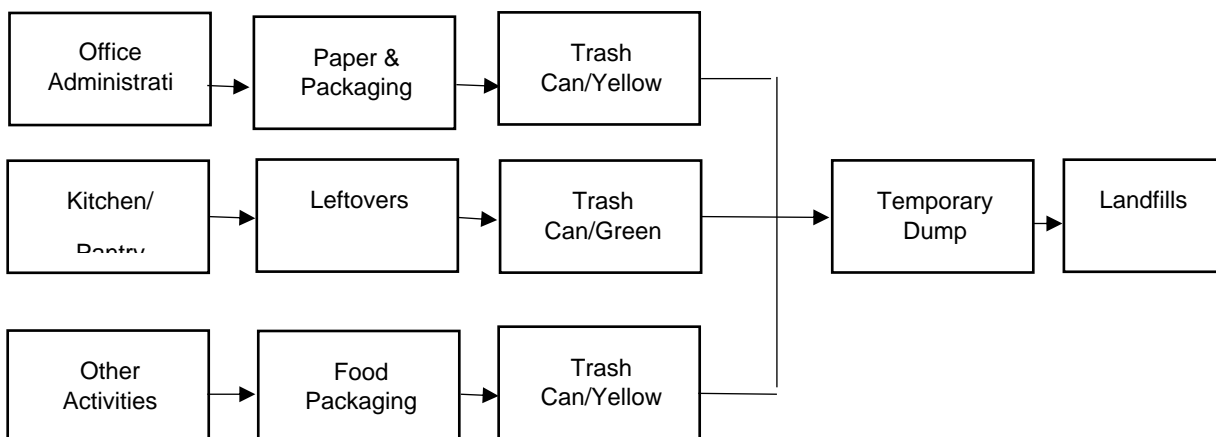 Office
Administrati
Paper &
Packaging
Trash
Can/Yellow
Kitchen/
Pantry
Leftovers
Trash
Can/Green
Temporary
Dump
Landfills
Other
Activities
Food
Packaging
Trash
Can/Yellow